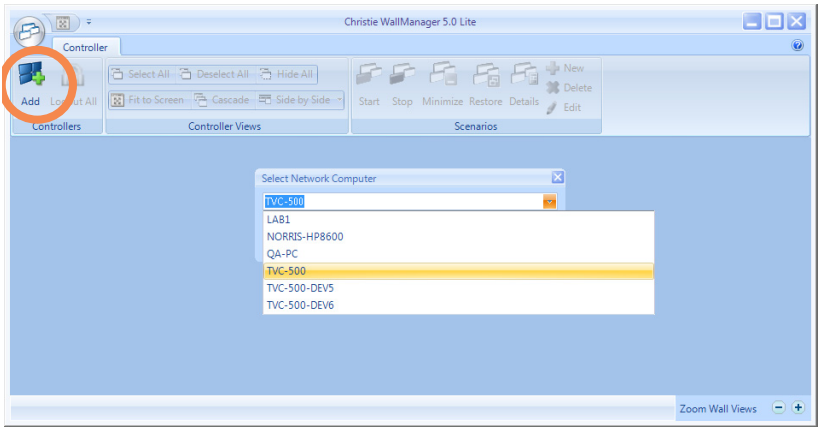 Christie WallManager 5.0 Lite
Controller
Select All Deselect All Hide All
Fit to Screen Cascade Side by Side
Add Logout All
Controllers
Controller Views
Start Stop Minimize Restore Details
New
Delete
Edit
Scenarios
Select Network Computer
TVC-500
LAB1
NORRIS-HP8600
QA-PC
TVC-500
TVC-500-DEV5
TVC-500-DEV6
Zoom Wall Views